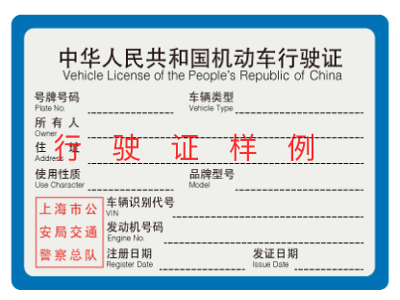 中华人民共和国机动车行驶证
Vehicle License of the People's Republic of China
号牌号码 车辆类型
Plate No. Vehicle Type
所有人
Owner
行驶证样例
住址
Address
使用性质 品牌型号
Use Character Model
上海市公
安局交通
警察总队
车辆识别代号
VIN
发动机号码
Engine No.
注册日期 发证日期
Register Date Issue Date